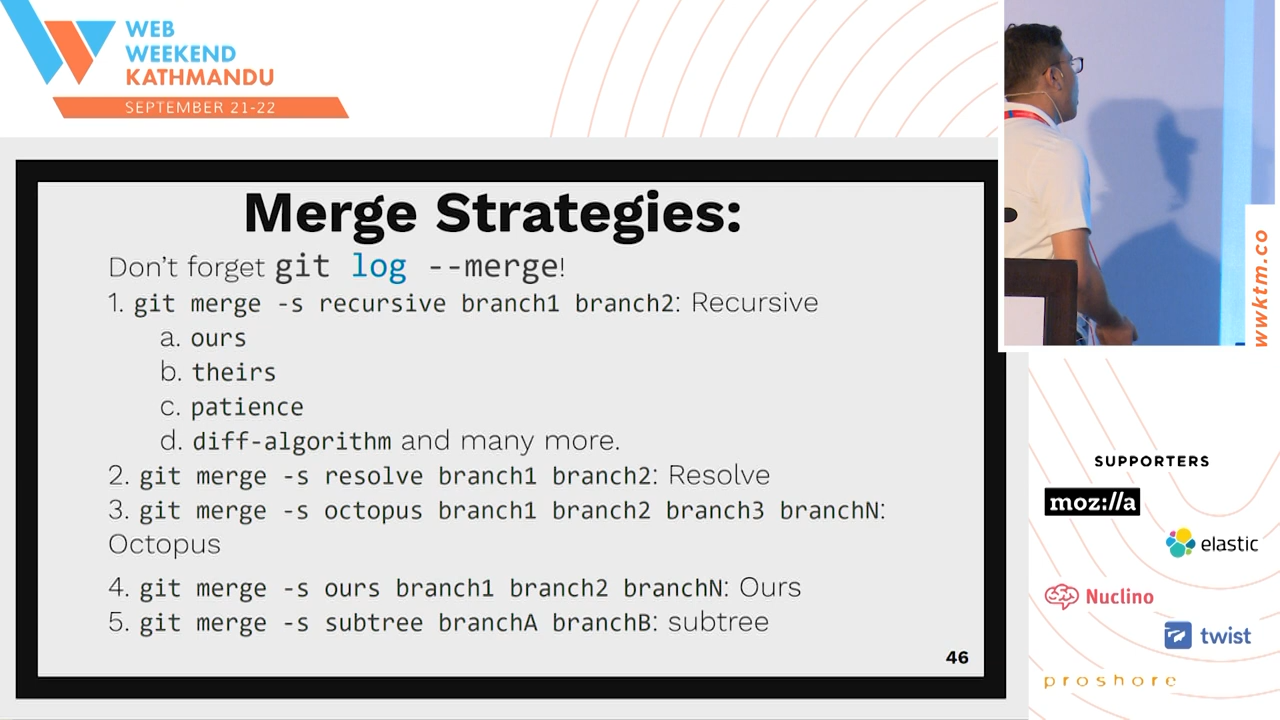 WEB
WEEKEND
KATHMANDU
SEPTEMBER 21-22
Merge Strategies:
Don't forget git log --merge!
1. git merge -s recursive branch1 branch2: Recursive
a. ours
b. theirs
c. patience
d. diff-algorithm and many more.
2. git merge -s resolve branch1 branch2: Resolve
3. git merge -s octopus branch1 branch2 branch3 branchN:
Octopus
4. git merge -s ours branch1 branch2 branchN: Ours
5. git merge -s subtree branchA branchB: subtree
46
wwktm.co
SUPPORTERS
moz://a
elastic
Nuclino
twist
proshore